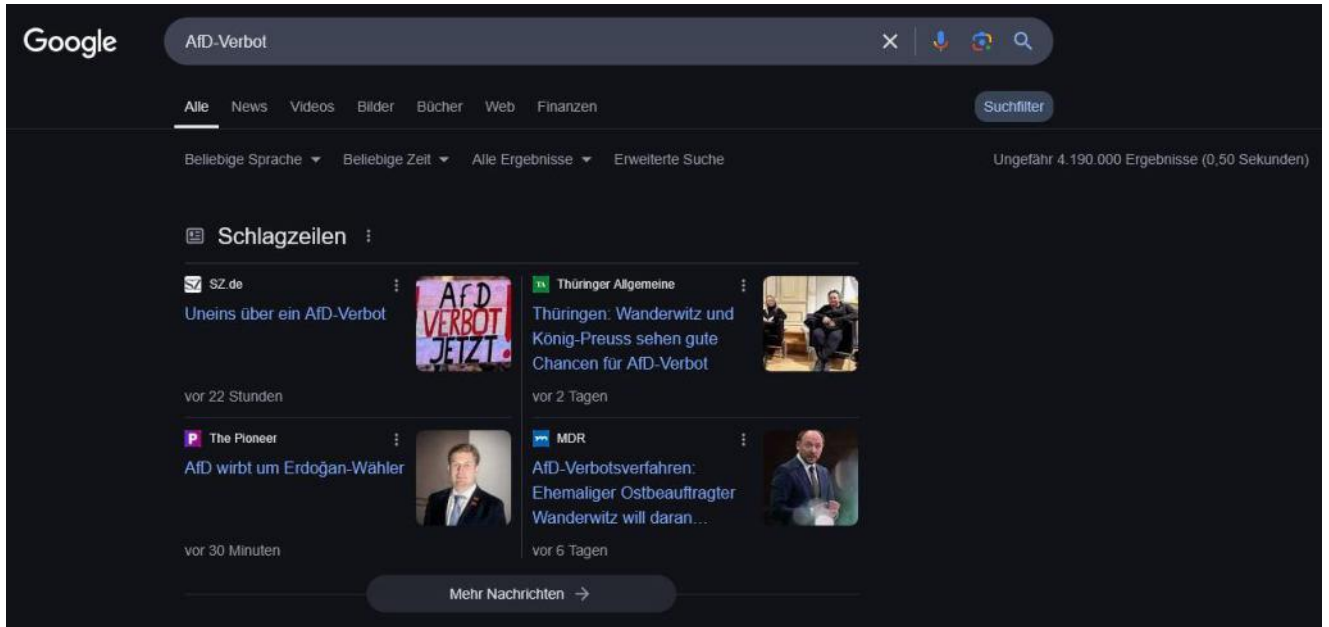 Google
AfD-Verbot
Alle News Videos Bilder Bücher Web Finanzen
Suchfilter
Beliebige Sprache Beliebige Zeit Alle Ergebnisse Erweiterte Suche
Ungefähr 4.190.000 Ergebnisse (0,50 Sekunden)
Schlagzeilen
SZ SZ.de
Uneins über ein AfD-Verbot
AfD
VERBOT
JETZT!
vor 22 Stunden
TA Thüringer Allgemeine
Thüringen: Wanderwitz und
König-Preuss sehen gute
Chancen für AfD-Verbot
vor 2 Tagen
P The Pioneer
AfD wirbt um Erdoğan-Wähler
vor 30 Minuten
MDR
AfD-Verbotsverfahren:
Ehemaliger Ostbeauftragter
Wanderwitz will daran...
vor 6 Tagen
Mehr Nachrichten →